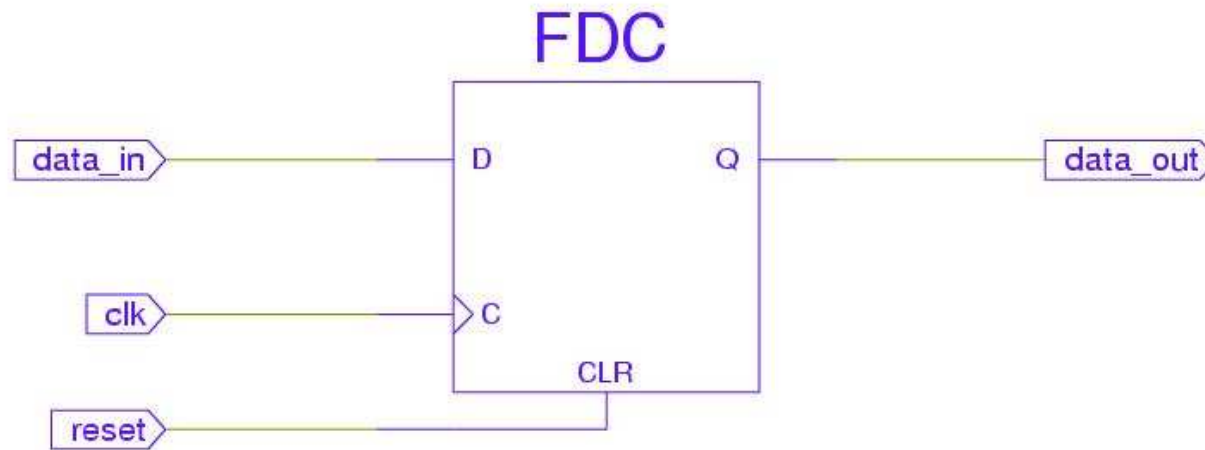 FDC
data_in
D
Q
data_out
clk
C
CLR
reset